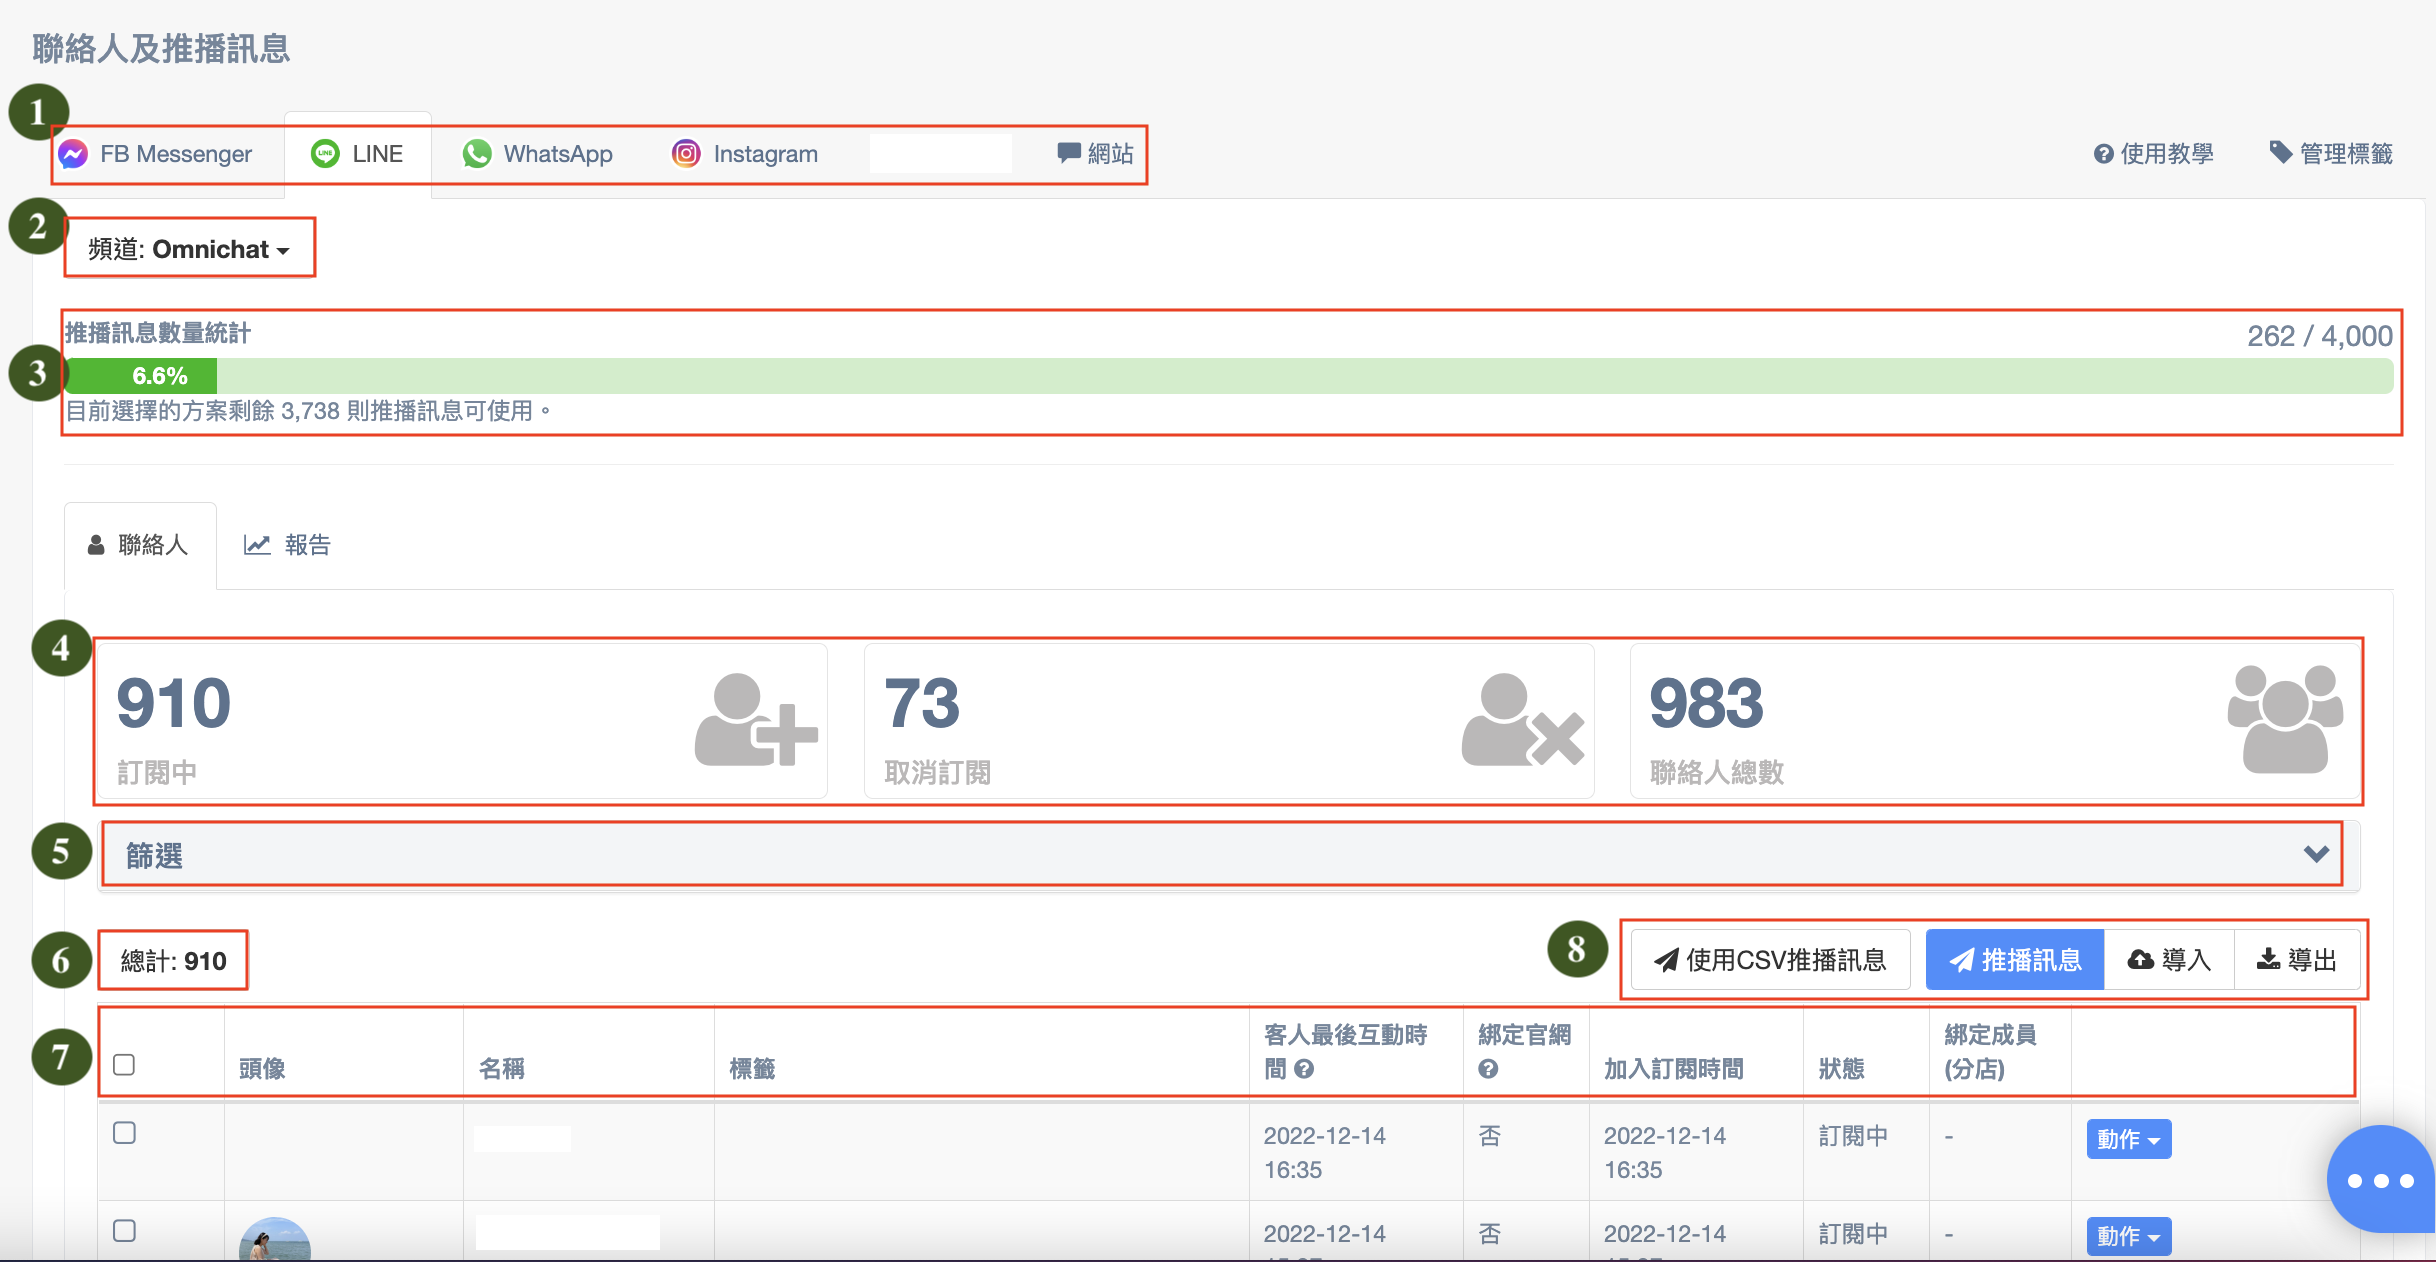 聯絡人及推播訊息
1
FB Messenger LINE WhatsApp Instagram 網站 使用教學 管理標籤
2
頻道: Omnichat
推播訊息數量統計 262 / 4,000
3 6.6%
目前選擇的方案剩餘 3,738 則推播訊息可使用。
聯絡人 報告
4
910 73 983
訂閱中 取消訂閱 聯絡人總數
5 篩選
6 總計: 910 8 使用CSV推播訊息 推播訊息 導入 導出
7 頭像 名稱 標籤 客人最後互動時間 綁定官網 加入訂閱時間 狀態 綁定成員(分店)
2022-12-14 否 2022-12-14 訂閱中 - 動作
16:35 16:35
2022-12-14 否 2022-12-14 訂閱中 - 動作